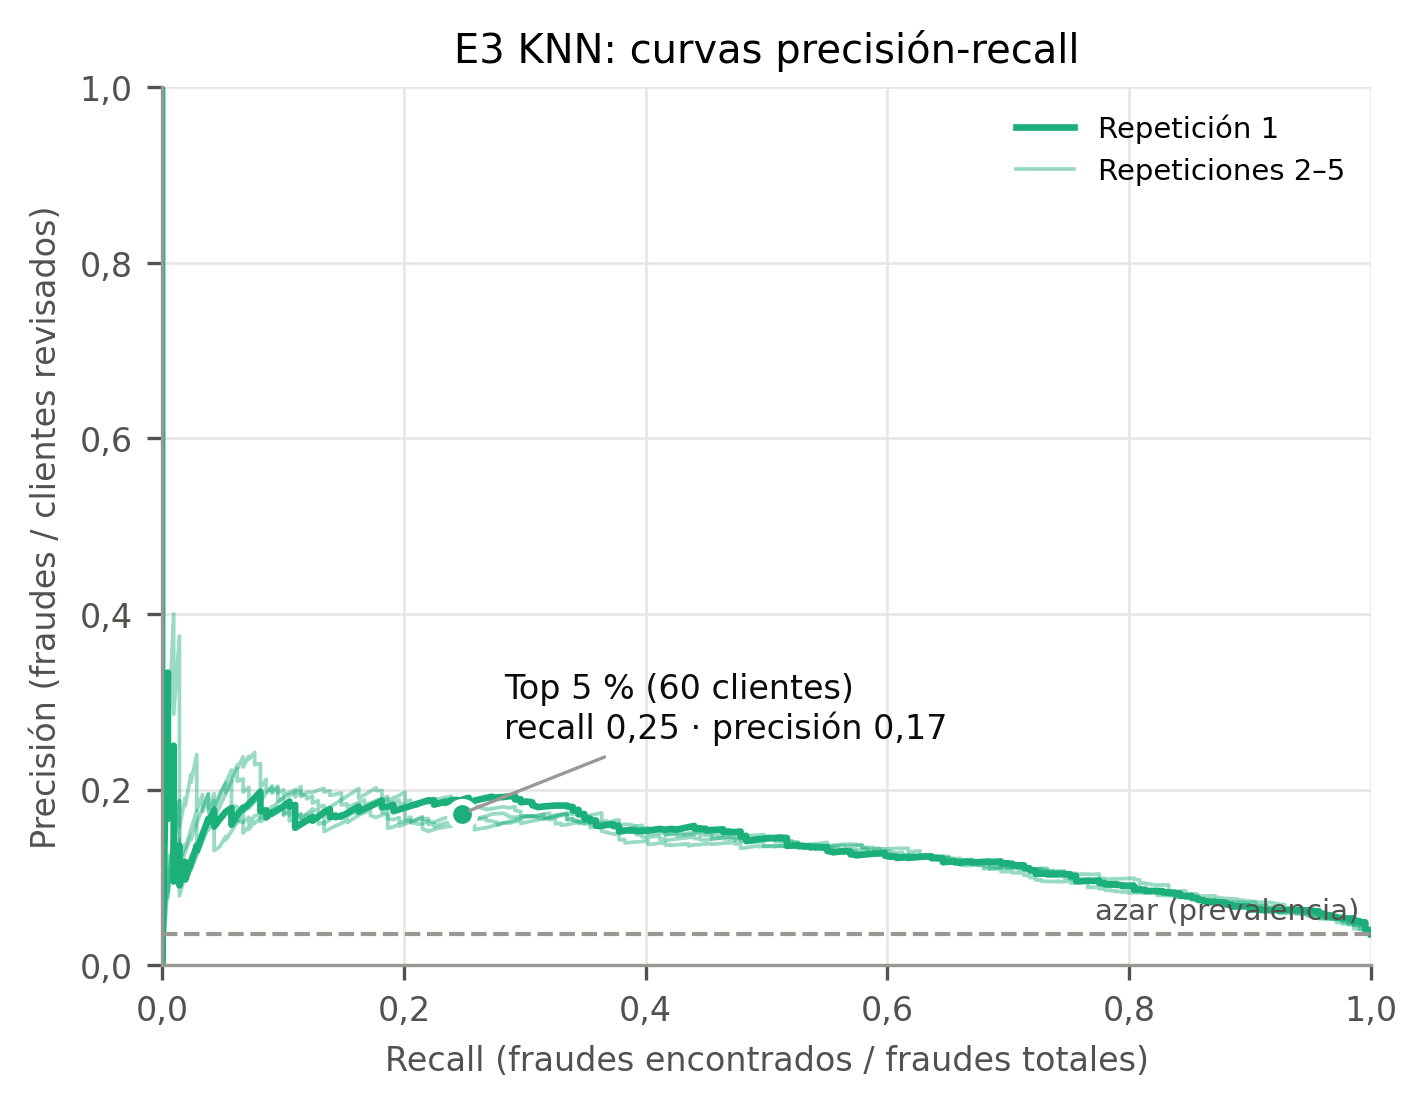 E3 KNN: curvas precisión-recall
Precisión (fraudes / clientes revisados)
1,0
0,8
0,6
0,4
0,2
0,0
Repetición 1
Repeticiones 2–5
Top 5 % (60 clientes)
recall 0,25 · precisión 0,17
azar (prevalencia)
0,0
0,2
0,4
0,6
0,8
1,0
Recall (fraudes encontrados / fraudes totales)